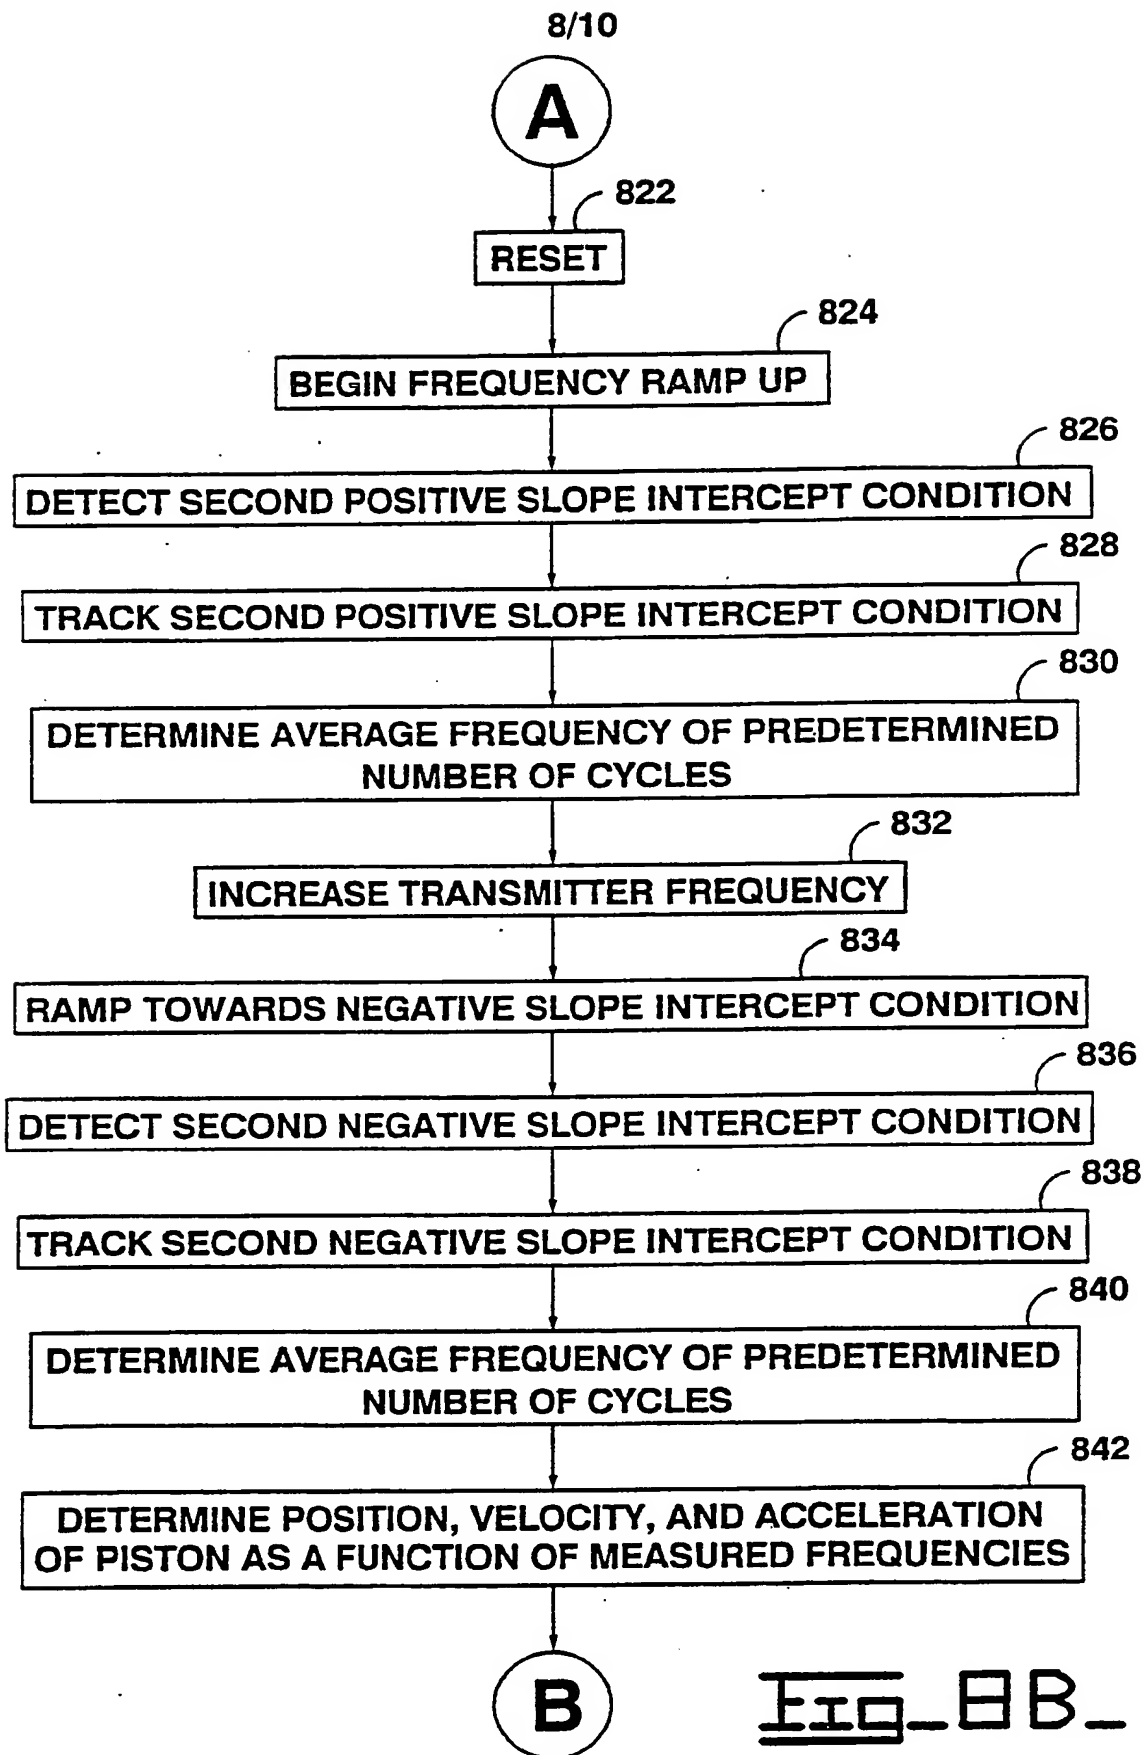 8/10
A
822
RESET
824
BEGIN FREQUENCY RAMP UP
826
DETECT SECOND POSITIVE SLOPE INTERCEPT CONDITION
828
TRACK SECOND POSITIVE SLOPE INTERCEPT CONDITION
830
DETERMINE AVERAGE FREQUENCY OF PREDETERMINED
NUMBER OF CYCLES
832
INCREASE TRANSMITTER FREQUENCY
834
RAMP TOWARDS NEGATIVE SLOPE INTERCEPT CONDITION
836
DETECT SECOND NEGATIVE SLOPE INTERCEPT CONDITION
838
TRACK SECOND NEGATIVE SLOPE INTERCEPT CONDITION
840
DETERMINE AVERAGE FREQUENCY OF PREDETERMINED
NUMBER OF CYCLES
842
DETERMINE POSITION, VELOCITY, AND ACCELERATION
OF PISTON AS A FUNCTION OF MEASURED FREQUENCIES
B
Fig_8B_